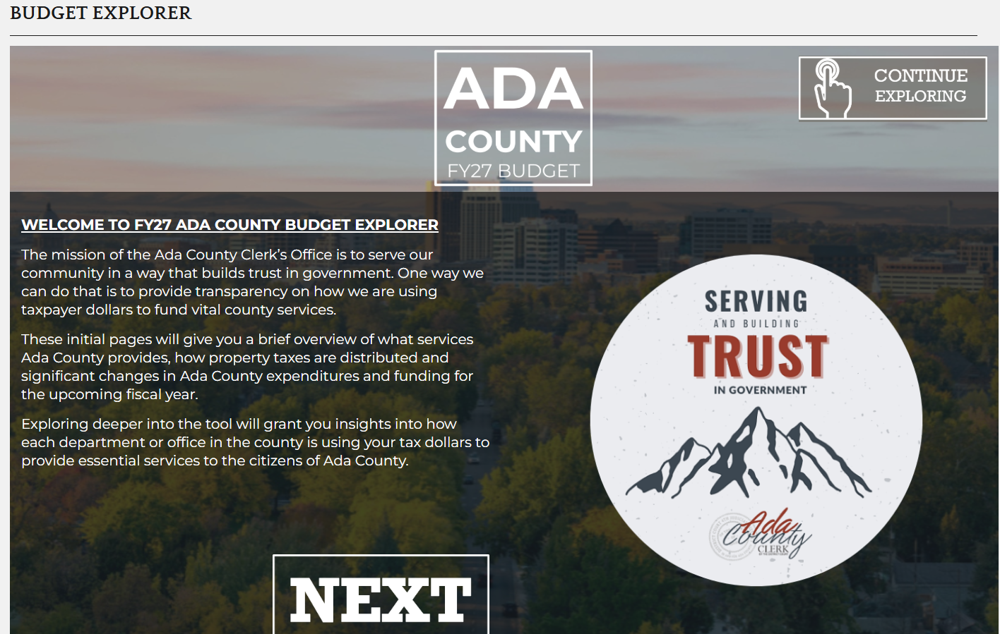 BUDGET EXPLORER
ADA
COUNTY
FY27 BUDGET
CONTINUE
EXPLORING
WELCOME TO FY27 ADA COUNTY BUDGET EXPLORER
The mission of the Ada County Clerk’s Office is to serve our
community in a way that builds trust in government. One way we
can do that is to provide transparency on how we are using
taxpayer dollars to fund vital county services.
These initial pages will give you a brief overview of what services
Ada County provides, how property taxes are distributed and
significant changes in Ada County expenditures and funding for
the upcoming fiscal year.
Exploring deeper into the tool will grant you insights into how
each department or office in the county is using your tax dollars to
provide essential services to the citizens of Ada County.
SERVING
AND BUILDING
TRUST
IN GOVERNMENT
Ada
County
CLERK
NEXT